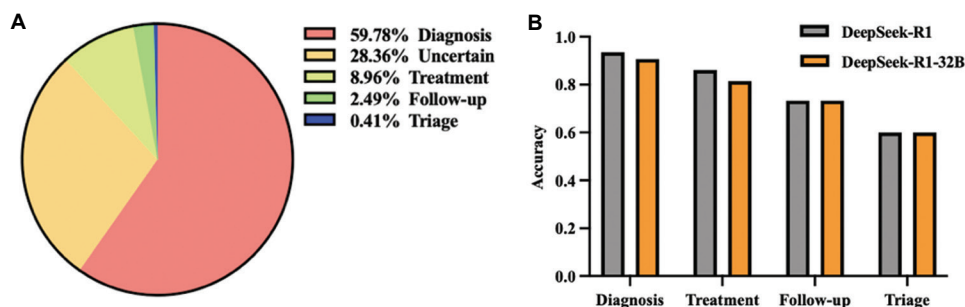 A
59.78% Diagnosis
28.36% Uncertain
8.96% Treatment
2.49% Follow-up
0.41% Triage
B
DeepSeek-R1
DeepSeek-R1-32B
Accuracy
1.0
0.8
0.6
0.4
0.2
0.0
Diagnosis Treatment Follow-up Triage